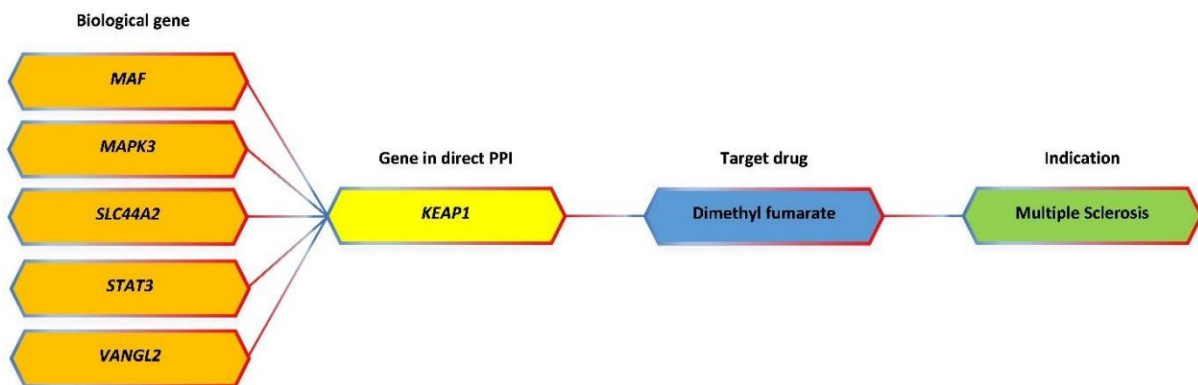 Biological gene
MAF
MAPK3
SLC44A2
STAT3
VANGL2
Gene in direct PPI
KEAP1
Target drug
Dimethyl fumarate
Indication
Multiple Sclerosis